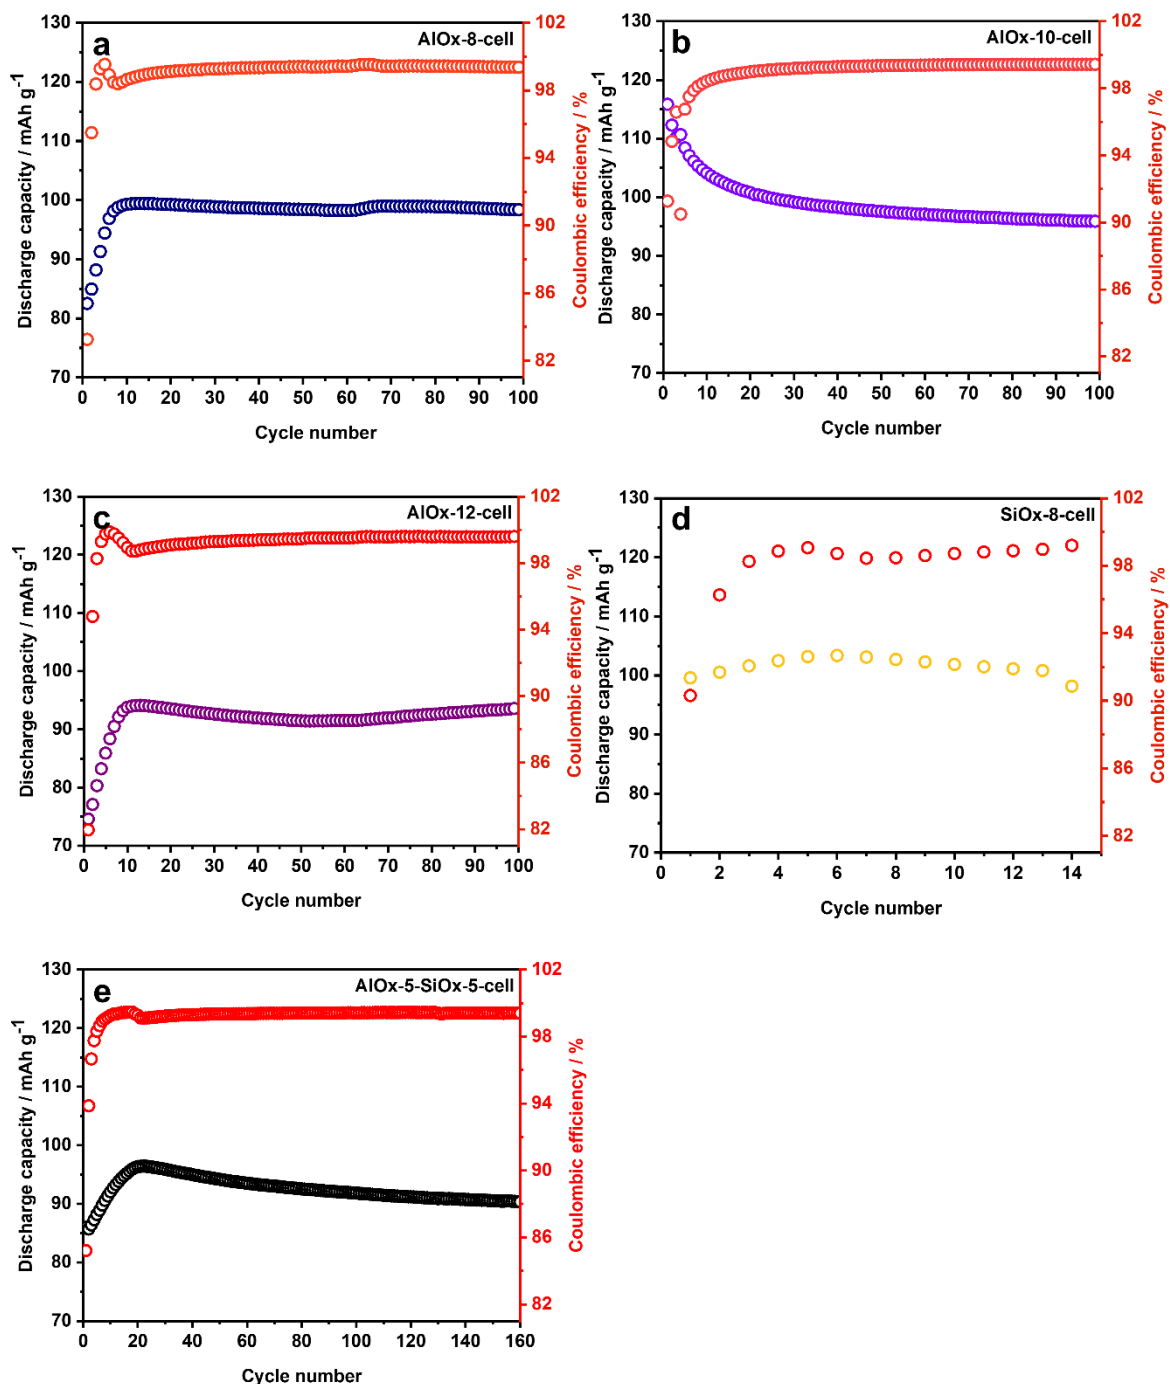 a
AlOx-8-cell
Discharge capacity / mAh g⁻¹
130
120
110
100
90
80
70
102
98
94
90
86
82
Coulombic efficiency / %
0 10 20 30 40 50 60 70 80 90 100
Cycle number
b
AlOx-10-cell
Discharge capacity / mAh g⁻¹
130
120
110
100
90
80
70
102
98
94
90
86
82
Coulombic efficiency / %
0 10 20 30 40 50 60 70 80 90 100
Cycle number
c
AlOx-12-cell
Discharge capacity / mAh g⁻¹
130
120
110
100
90
80
70
102
98
94
90
86
82
Coulombic efficiency / %
0 10 20 30 40 50 60 70 80 90 100
Cycle number
d
SiOx-8-cell
Discharge capacity / mAh g⁻¹
130
120
110
100
90
80
70
102
98
94
90
86
82
Coulombic efficiency / %
0 2 4 6 8 10 12 14
Cycle number
e
AlOx-5-SiOx-5-cell
Discharge capacity / mAh g⁻¹
130
120
110
100
90
80
70
102
98
94
90
86
82
Coulombic efficiency / %
0 20 40 60 80 100 120 140 160
Cycle number